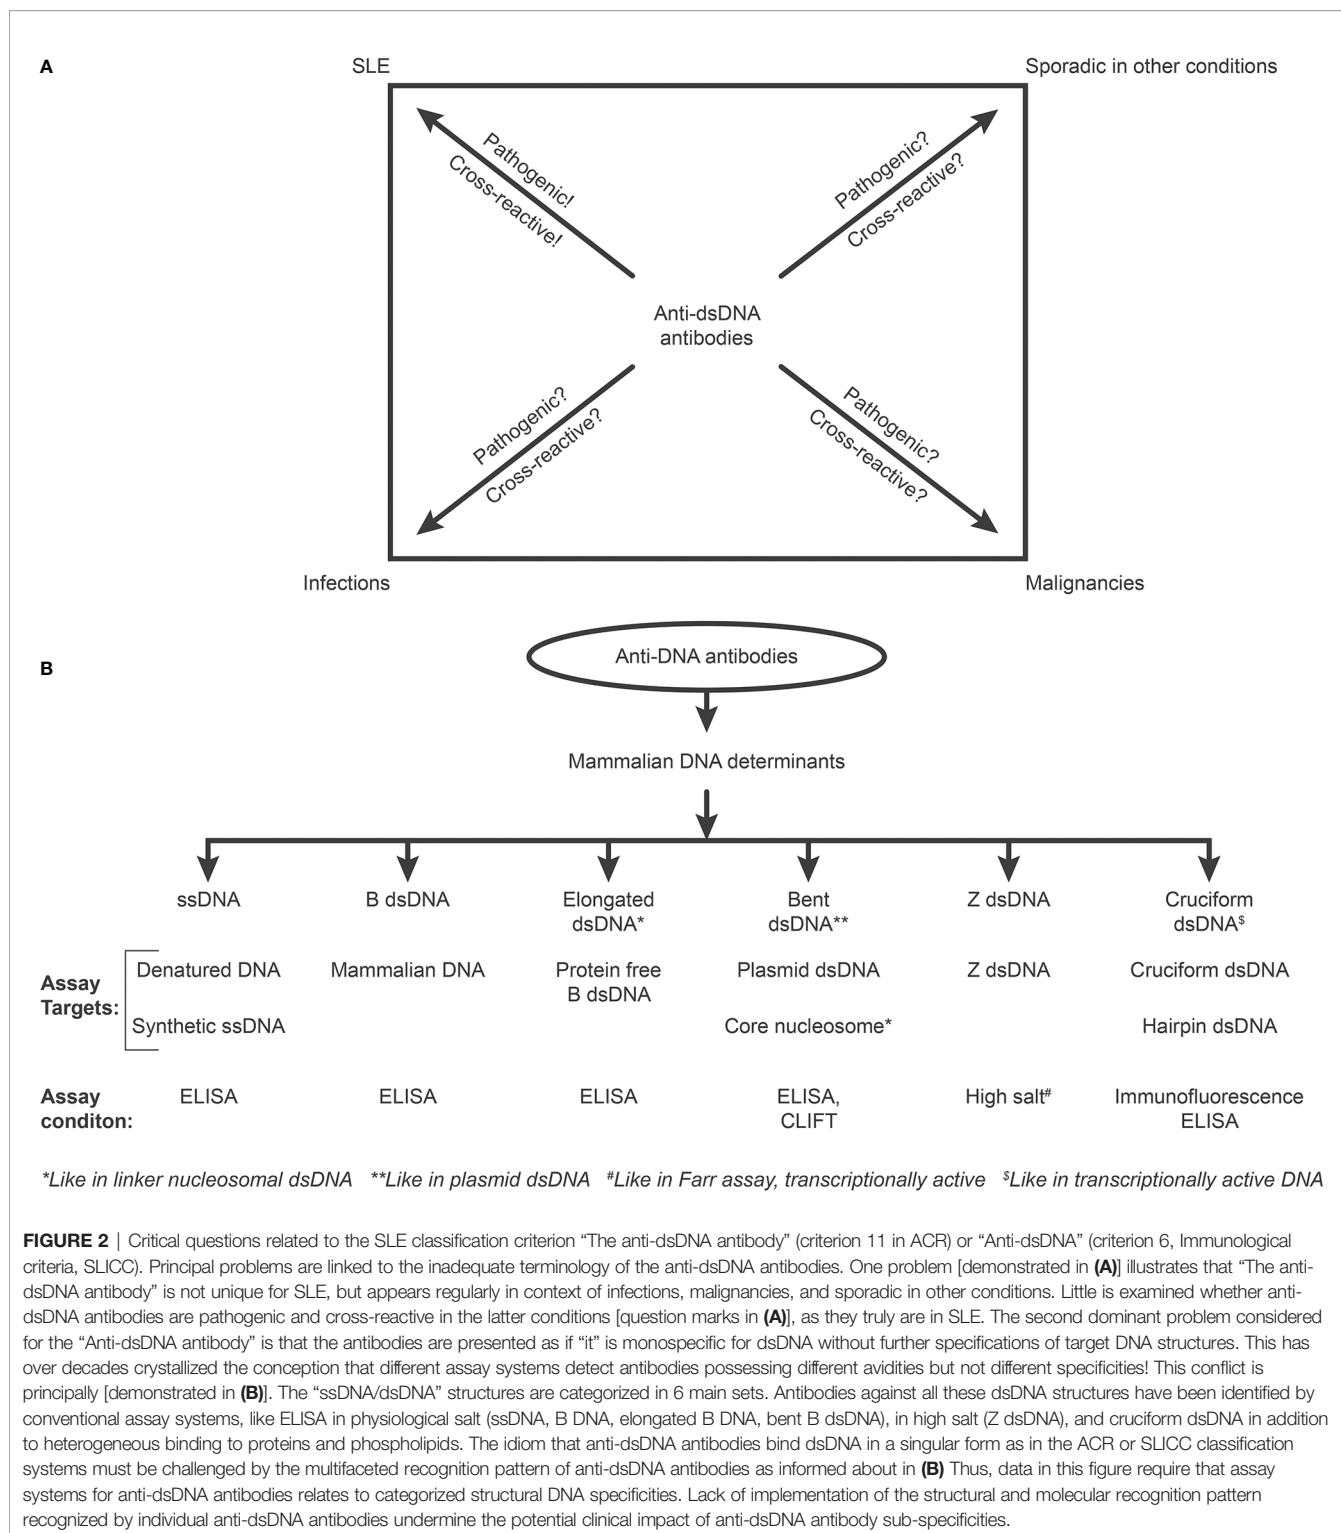 A
SLE
Sporadic in other conditions
Pathogenic!
Cross-reactive!
Pathogenic?
Cross-reactive?
Anti-dsDNA
antibodies
Pathogenic?
Cross-reactive?
Pathogenic?
Cross-reactive?
Infections
Malignancies
B
Anti-DNA antibodies
Mammalian DNA determinants
ssDNA
B dsDNA
Elongated
dsDNA*
Bent
dsDNA**
Z dsDNA
Cruciform
dsDNA$
Assay
Targets:
Denatured DNA
Synthetic ssDNA
Mammalian DNA
Protein free
B dsDNA
Plasmid dsDNA
Core nucleosome*
Z dsDNA
Cruciform dsDNA
Hairpin dsDNA
Assay
conditon:
ELISA
ELISA
ELISA
ELISA,
CLIFT
High salt#
Immunofluorescence
ELISA
*Like in linker nucleosomal dsDNA **Like in plasmid dsDNA #Like in Farr assay, transcriptionally active $Like in transcriptionally active DNA
FIGURE 2 | Critical questions related to the SLE classification criterion “The anti-dsDNA antibody” (criterion 11 in ACR) or “Anti-DNA” (criterion 6, Immunological
criteria, SLICC). Principal problems are linked to the inadequate terminology of the anti-dsDNA antibodies. One problem [demonstrated in (A)] illustrates that “The anti-
dsDNA antibody” is not unique for SLE, but appears regularly in context of infections, malignancies, and sporadic in other conditions. Little is examined whether anti-
dsDNA antibodies are pathogenic and cross-reactive in the latter conditions [question marks in (A)], as they truly are in SLE. The second dominant problem considered
for the “Anti-dsDNA antibody” is that the antibodies are presented as if “it” is monospecific for dsDNA without further specifications of target DNA structures. This has
over decades crystallized the conception that different assay systems detect antibodies possessing different avidities but not different specificities! This conflict is
principally [demonstrated in (B)]. The “ssDNA/dsDNA” structures are categorized in 6 main sets. Antibodies against all these dsDNA structures have been identified by
conventional assay systems, like ELISA in physiological salt (ssDNA, B DNA, elongated B DNA, bent B dsDNA), in high salt (Z dsDNA), and cruciform dsDNA in addition
to heterogeneous binding to proteins and phospholipids. The idiom that anti-dsDNA antibodies bind dsDNA in a singular form as in the ACR or SLICC classification
systems must be challenged by the multifaceted recognition pattern of anti-dsDNA antibodies as informed about in (B) Thus, data in this figure require that assay
systems for anti-dsDNA antibodies relates to categorized structural DNA specificities. Lack of implementation of the structural and molecular recognition pattern
recognized by individual anti-dsDNA antibodies undermine the potential clinical impact of anti-dsDNA antibody sub-specificities.